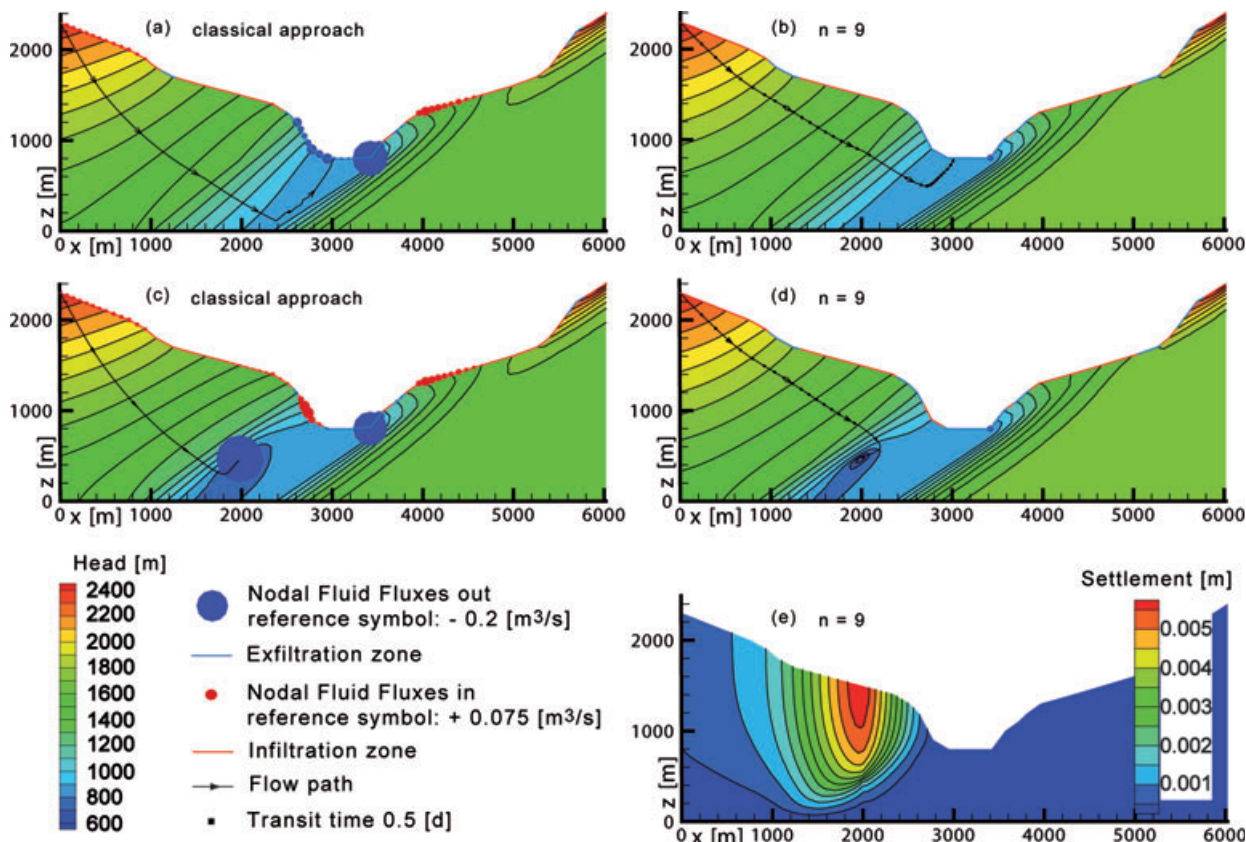 (a) classical approach
2000
1000
0
z [m]
0 1000 2000 3000 4000 5000 6000
x [m]
(b) n = 9
2000
1000
0
z [m]
0 1000 2000 3000 4000 5000 6000
x [m]
(c) classical approach
2000
1000
0
z [m]
0 1000 2000 3000 4000 5000 6000
x [m]
(d) n = 9
2000
1000
0
z [m]
0 1000 2000 3000 4000 5000 6000
x [m]
Head [m]
2400
2200
2000
1800
1600
1400
1200
1000
800
600
Nodal Fluid Fluxes out
reference symbol: - 0.2 [m³/s]
Exfiltration zone
Nodal Fluid Fluxes in
reference symbol: + 0.075 [m³/s]
Infiltration zone
Flow path
Transit time 0.5 [d]
(e) n = 9
Settlement [m]
0.005
0.004
0.003
0.002
0.001
2000
1000
0
z [m]
0 1000 2000 3000 4000 5000 6000
x [m]